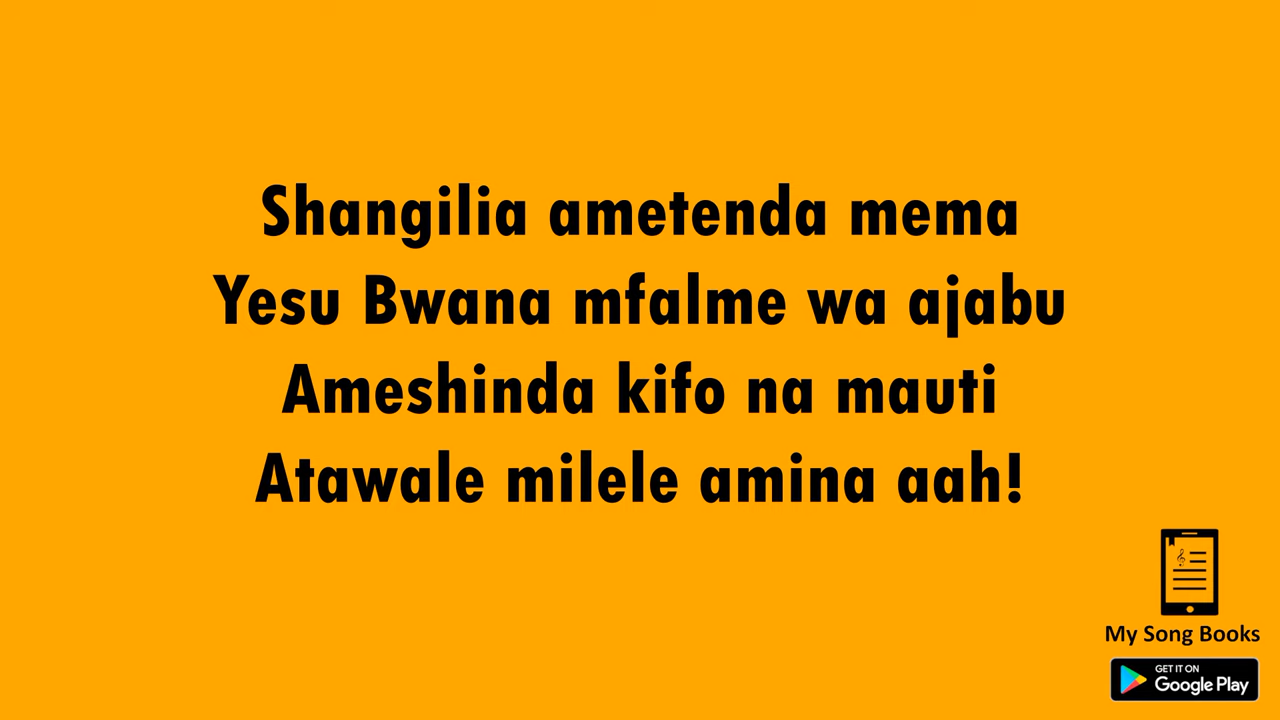 Shangilia ametenda mema
Yesu Bwana mfalme wa ajabu
Ameshinda kifo na mauti
Atawale milele amina aah!
My Song Books
GET IT ON
Google Play